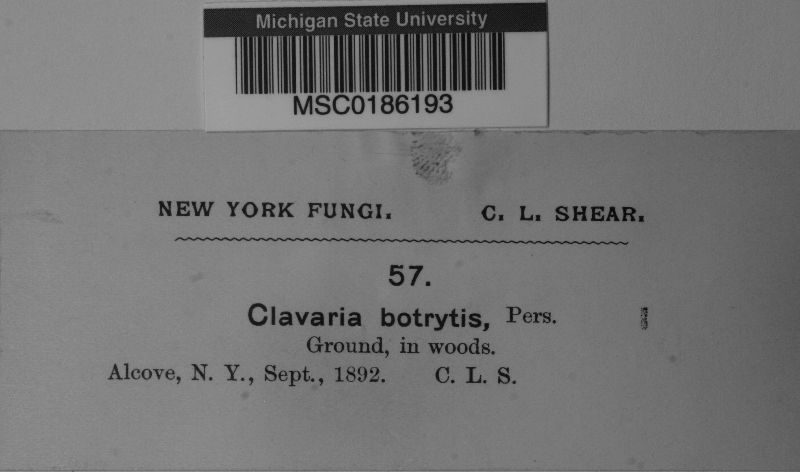 Michigan State University
MSC0186193
NEW YORK FUNGI. C. L. SHEAR.
57.
Clavaria botrytis, Pers.
Ground, in woods.
Alcove, N. Y., Sept., 1892. C. L. S.